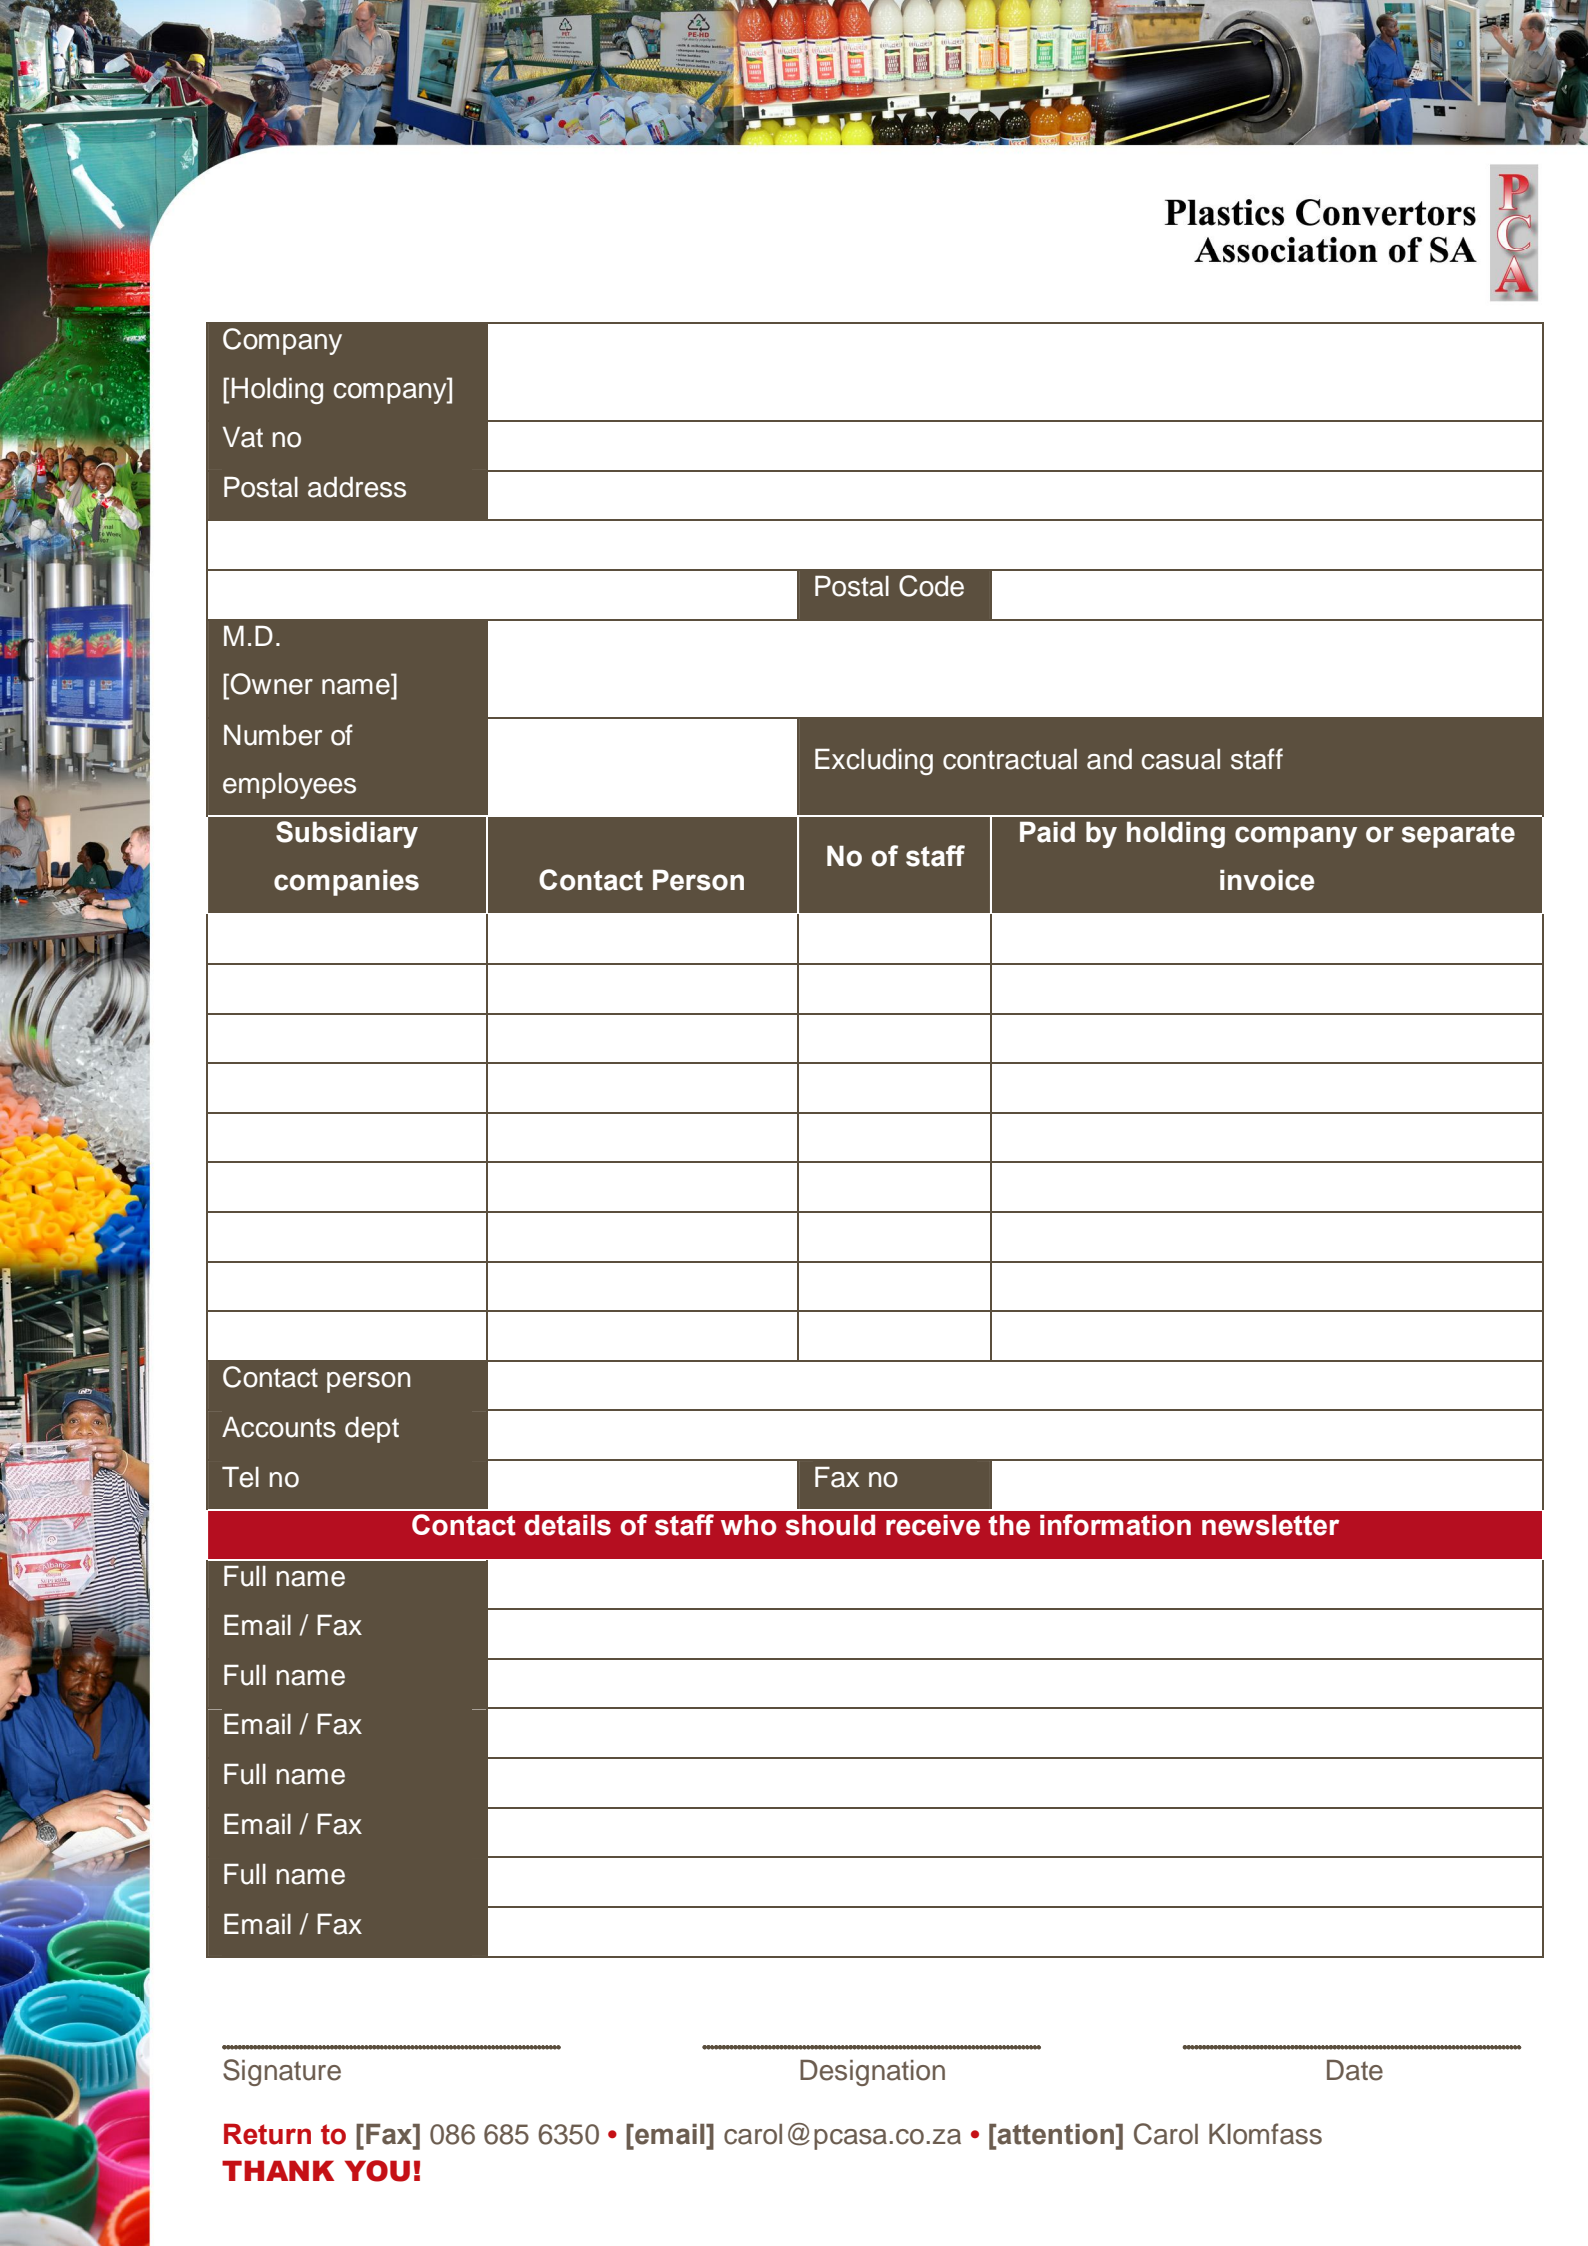 PET
PE-HD
Plastics Convertors
Association of SA
P
C
A
Company
[Holding company]
Vat no
Postal address
Postal Code
M.D.
[Owner name]
Number of
employees
Excluding contractual and casual staff
Subsidiary
companies
Contact Person
No of staff
Paid by holding company or separate
invoice
Contact person
Accounts dept
Tel no
Fax no
Contact details of staff who should receive the information newsletter
Full name
Email / Fax
Full name
Email / Fax
Full name
Email / Fax
Full name
Email / Fax
Signature
Designation
Date
Return to [Fax] 086 685 6350 • [email] carol@pcasa.co.za • [attention] Carol Klomfass
THANK YOU!